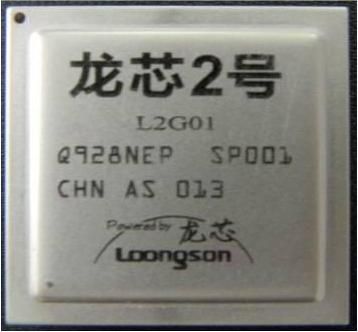 龙芯2号
L2G01
Q928NEP SP001
CHN AS 013
Powered by 龙芯
Loongson